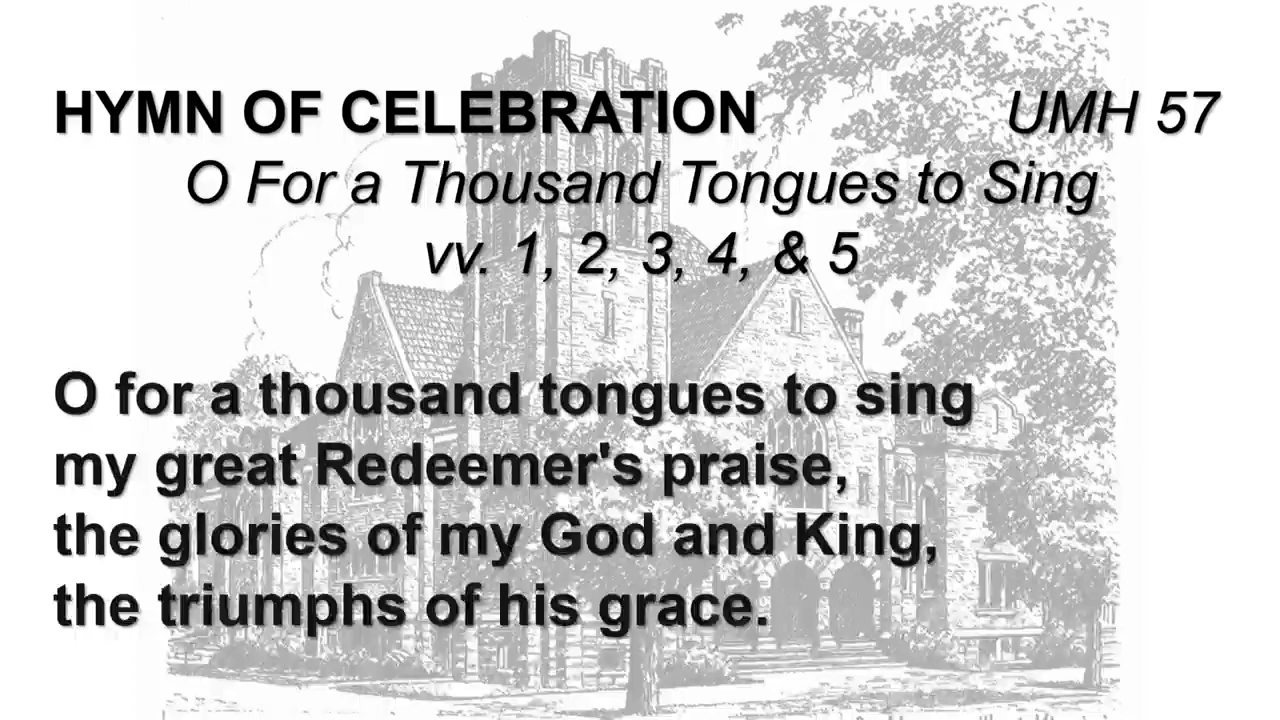 HYMN OF CELEBRATION UMH 57
O For a Thousand Tongues to Sing
vv. 1, 2, 3, 4, & 5
O for a thousand tongues to sing
my great Redeemer's praise,
the glories of my God and King,
the triumphs of his grace.